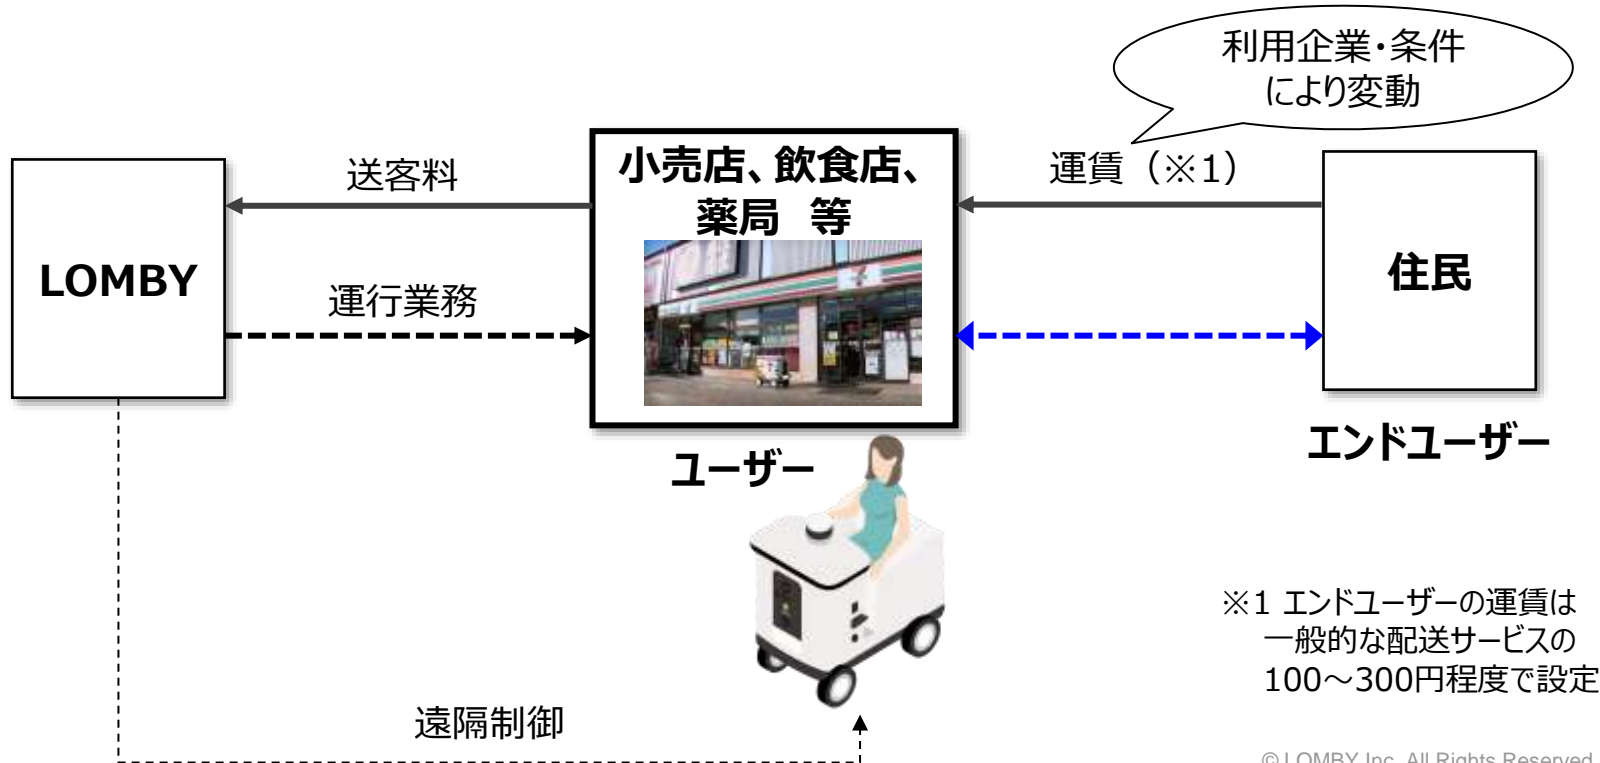 利用企業・条件
により変動
送客料
小売店、飲食店、
薬局 等
運賃（※1）
LOMBY
運行業務
住民
ユーザー
エンドユーザー
※1 エンドユーザーの運賃は
一般的な配送サービスの
100～300円程度で設定
遠隔制御
© LOMBY Inc. All Rights Reserved